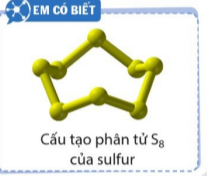 EM CÓ BIẾT
Cấu tạo phân tử S₈
của sulfur